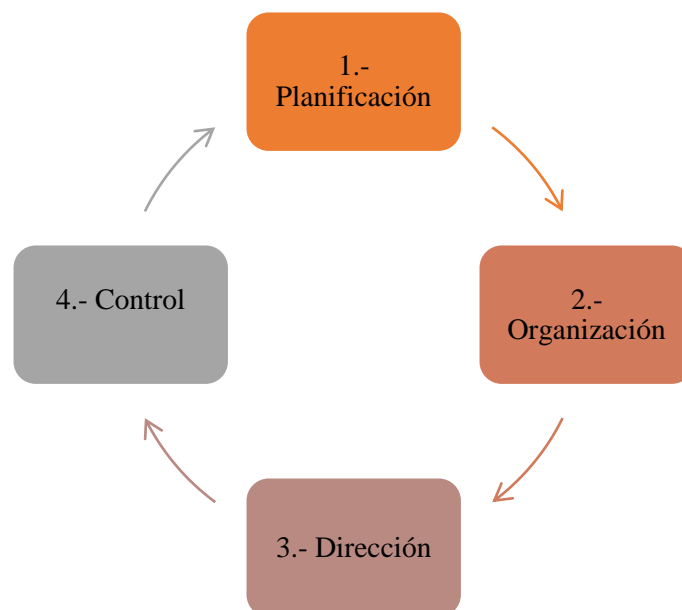 1.-
Planificación
2.-
Organización
3.- Dirección
4.- Control